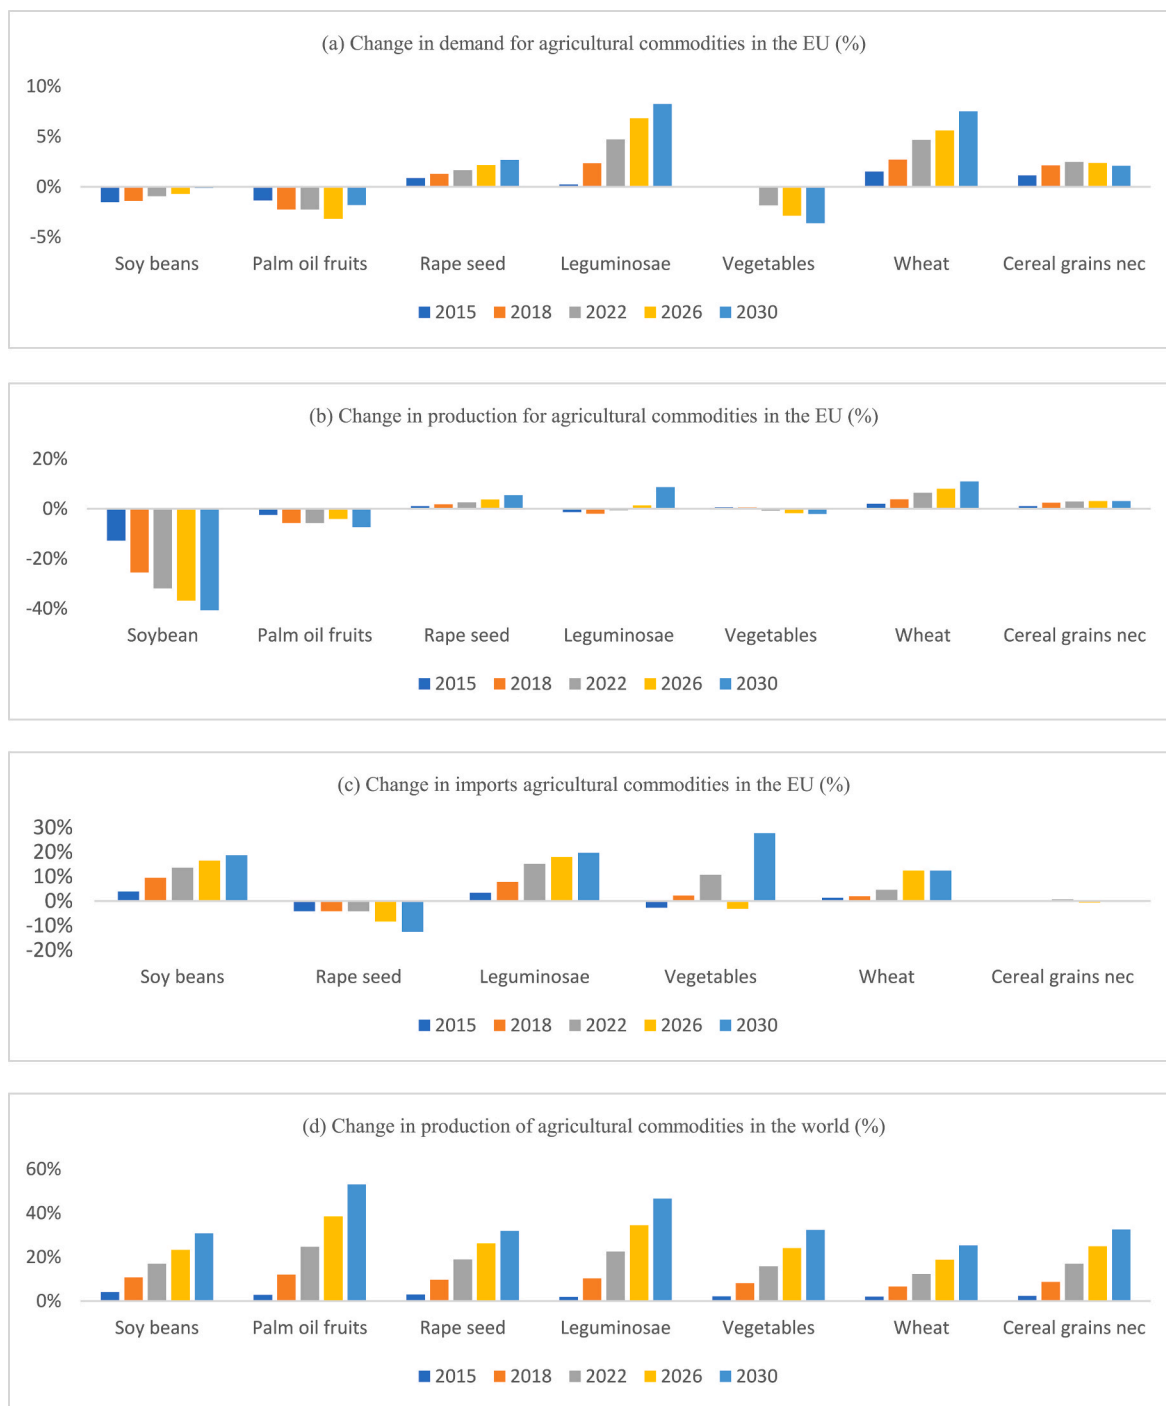 (a) Change in demand for agricultural commodities in the EU (%)
10%
5%
0%
-5%
Soy beans Palm oil fruits Rape seed Leguminosae Vegetables Wheat Cereal grains nec
2015 2018 2022 2026 2030
(b) Change in production for agricultural commodities in the EU (%)
20%
0%
-20%
-40%
Soybean Palm oil fruits Rape seed Leguminosae Vegetables Wheat Cereal grains nec
2015 2018 2022 2026 2030
(c) Change in imports agricultural commodities in the EU (%)
30%
20%
10%
0%
-10%
-20%
Soy beans Rape seed Leguminosae Vegetables Wheat Cereal grains nec
2015 2018 2022 2026 2030
(d) Change in production of agricultural commodities in the world (%)
60%
40%
20%
0%
Soy beans Palm oil fruits Rape seed Leguminosae Vegetables Wheat Cereal grains nec
2015 2018 2022 2026 2030